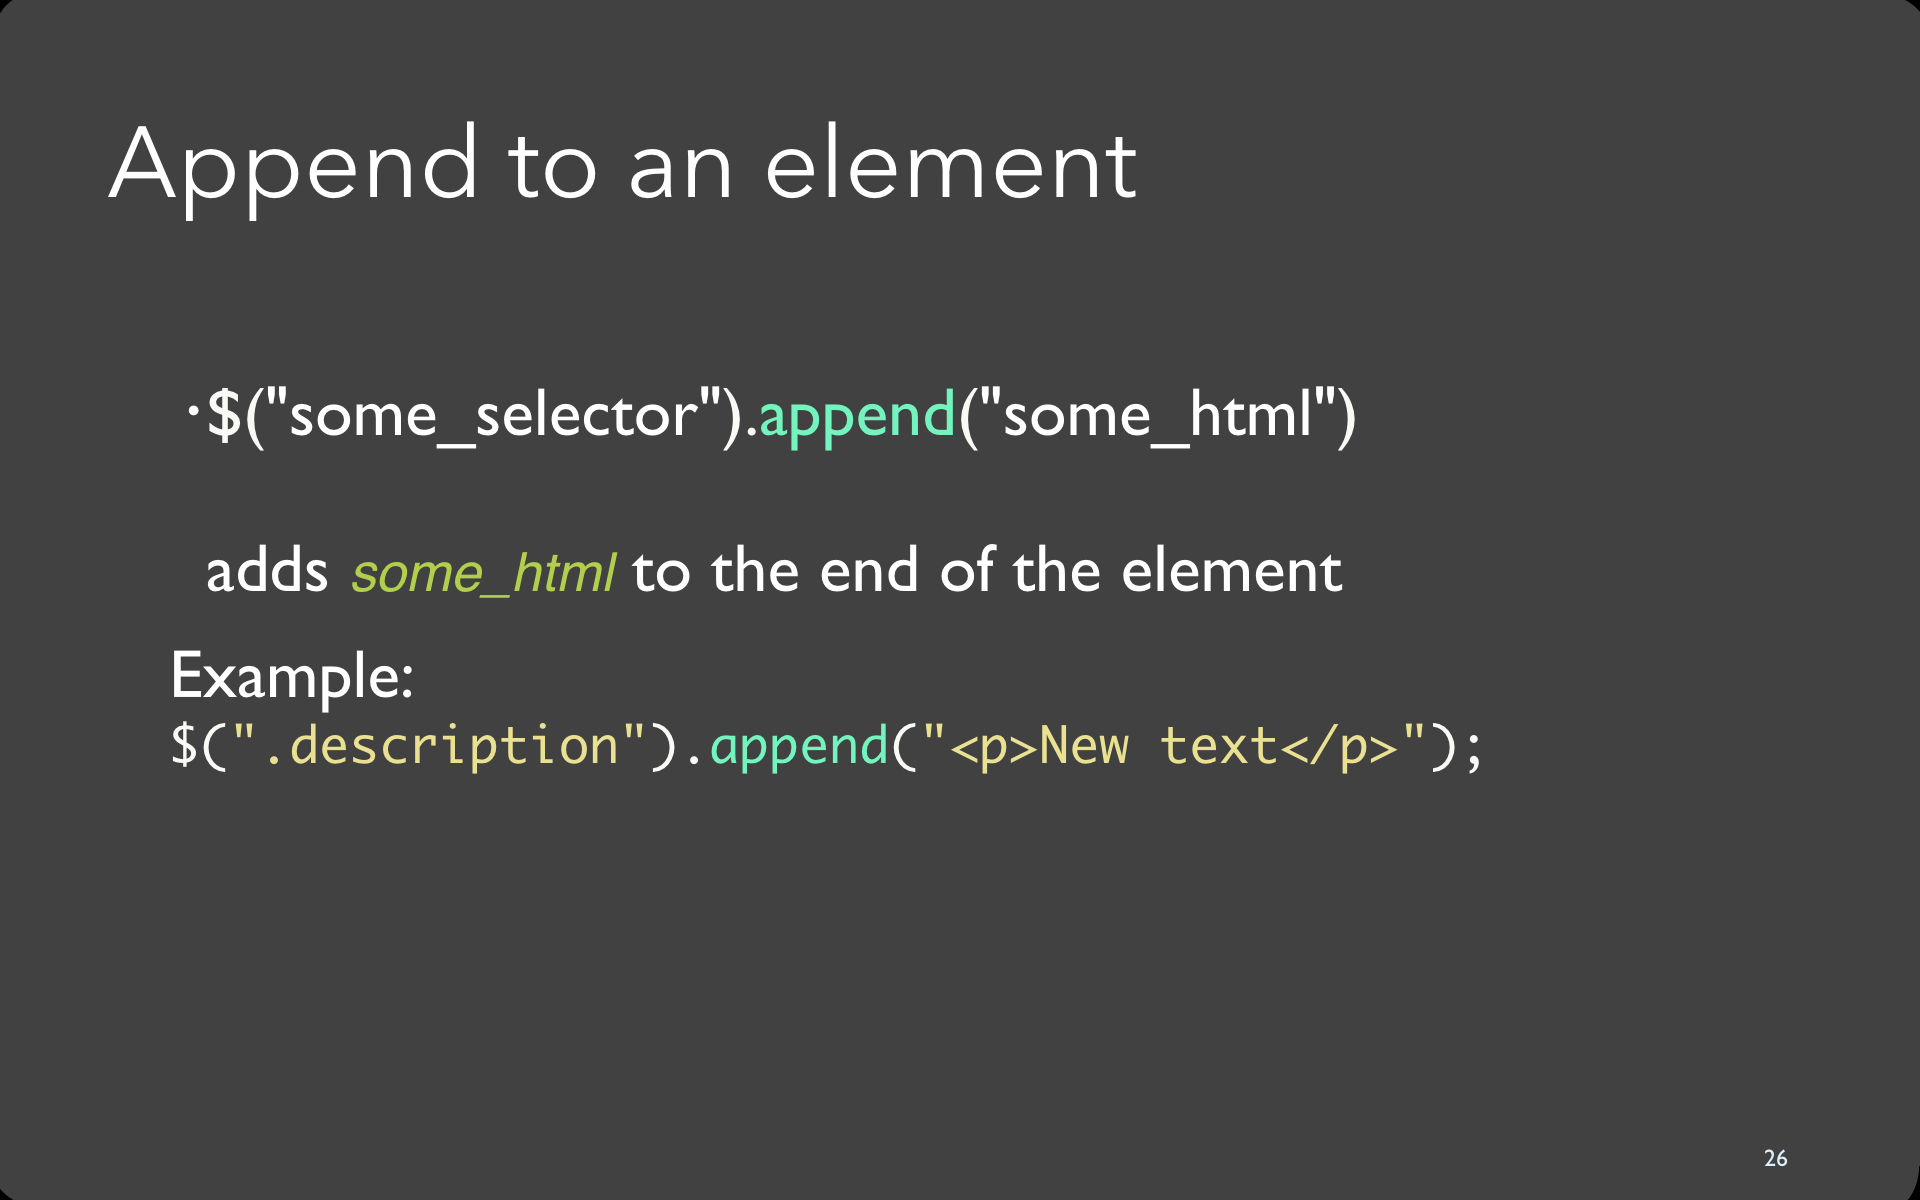 Append to an element
•$("some_selector").append("some_html")
adds some_html to the end of the element
Example:
$(".description").append("<p>New text</p>");
26